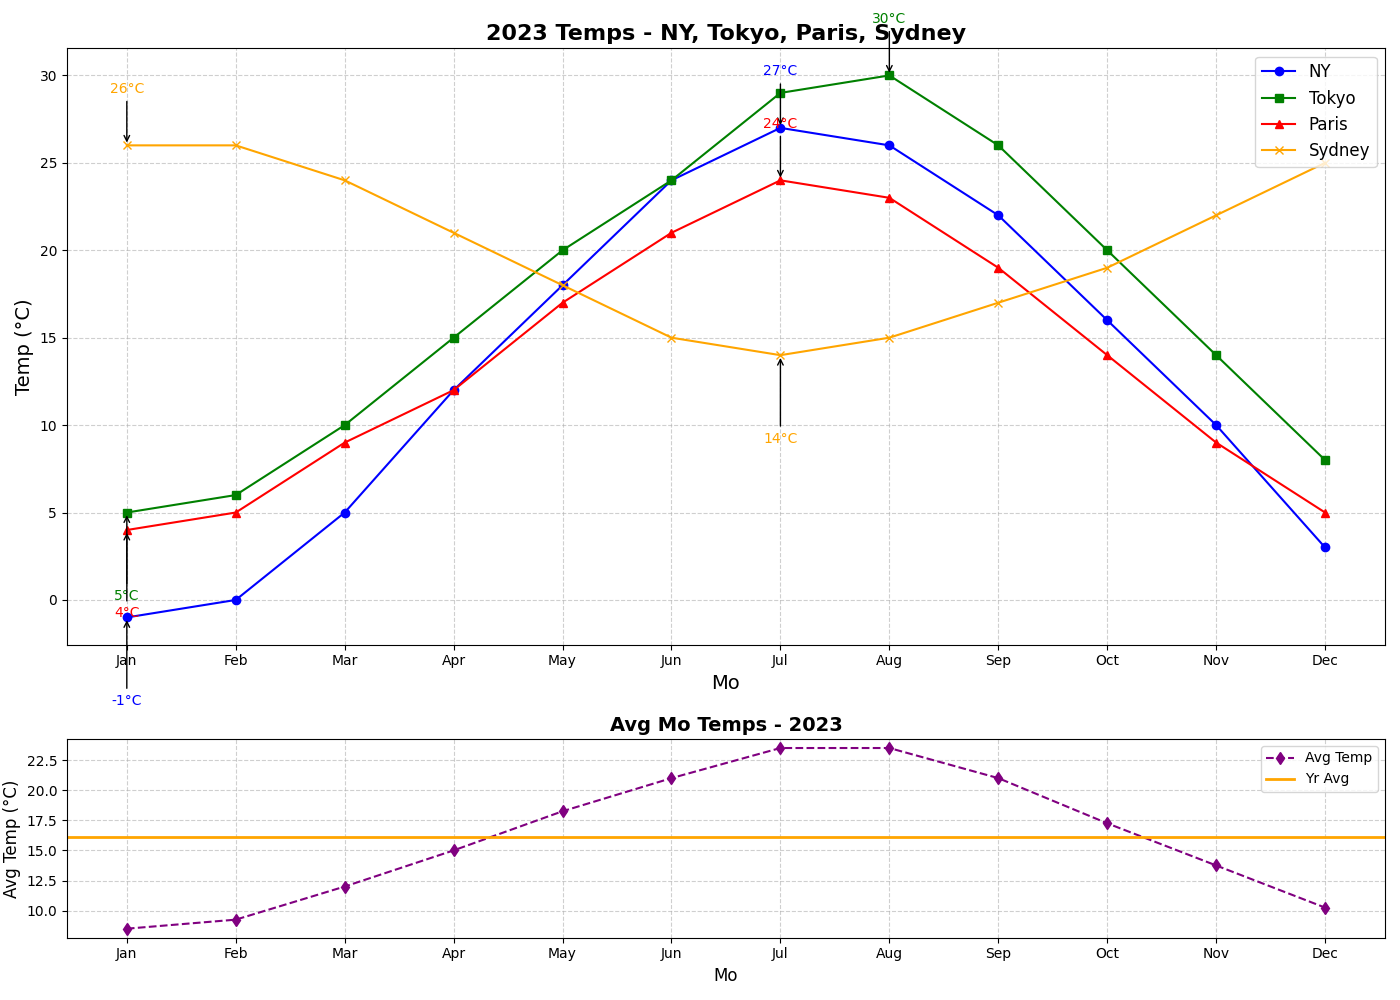 30°C
2023 Temps - NY, Tokyo, Paris, Sydney
Temp (°C)
30
25
20
15
10
5
0
26°C
27°C
24°C
14°C
5°C
4°C
-1°C
NY
Tokyo
Paris
Sydney
Jan Feb Mar Apr May Jun Jul Aug Sep Oct Nov Dec
Mo
Avg Mo Temps - 2023
Avg Temp (°C)
22.5
20.0
17.5
15.0
12.5
10.0
Avg Temp
Yr Avg
Jan Feb Mar Apr May Jun Jul Aug Sep Oct Nov Dec
Mo